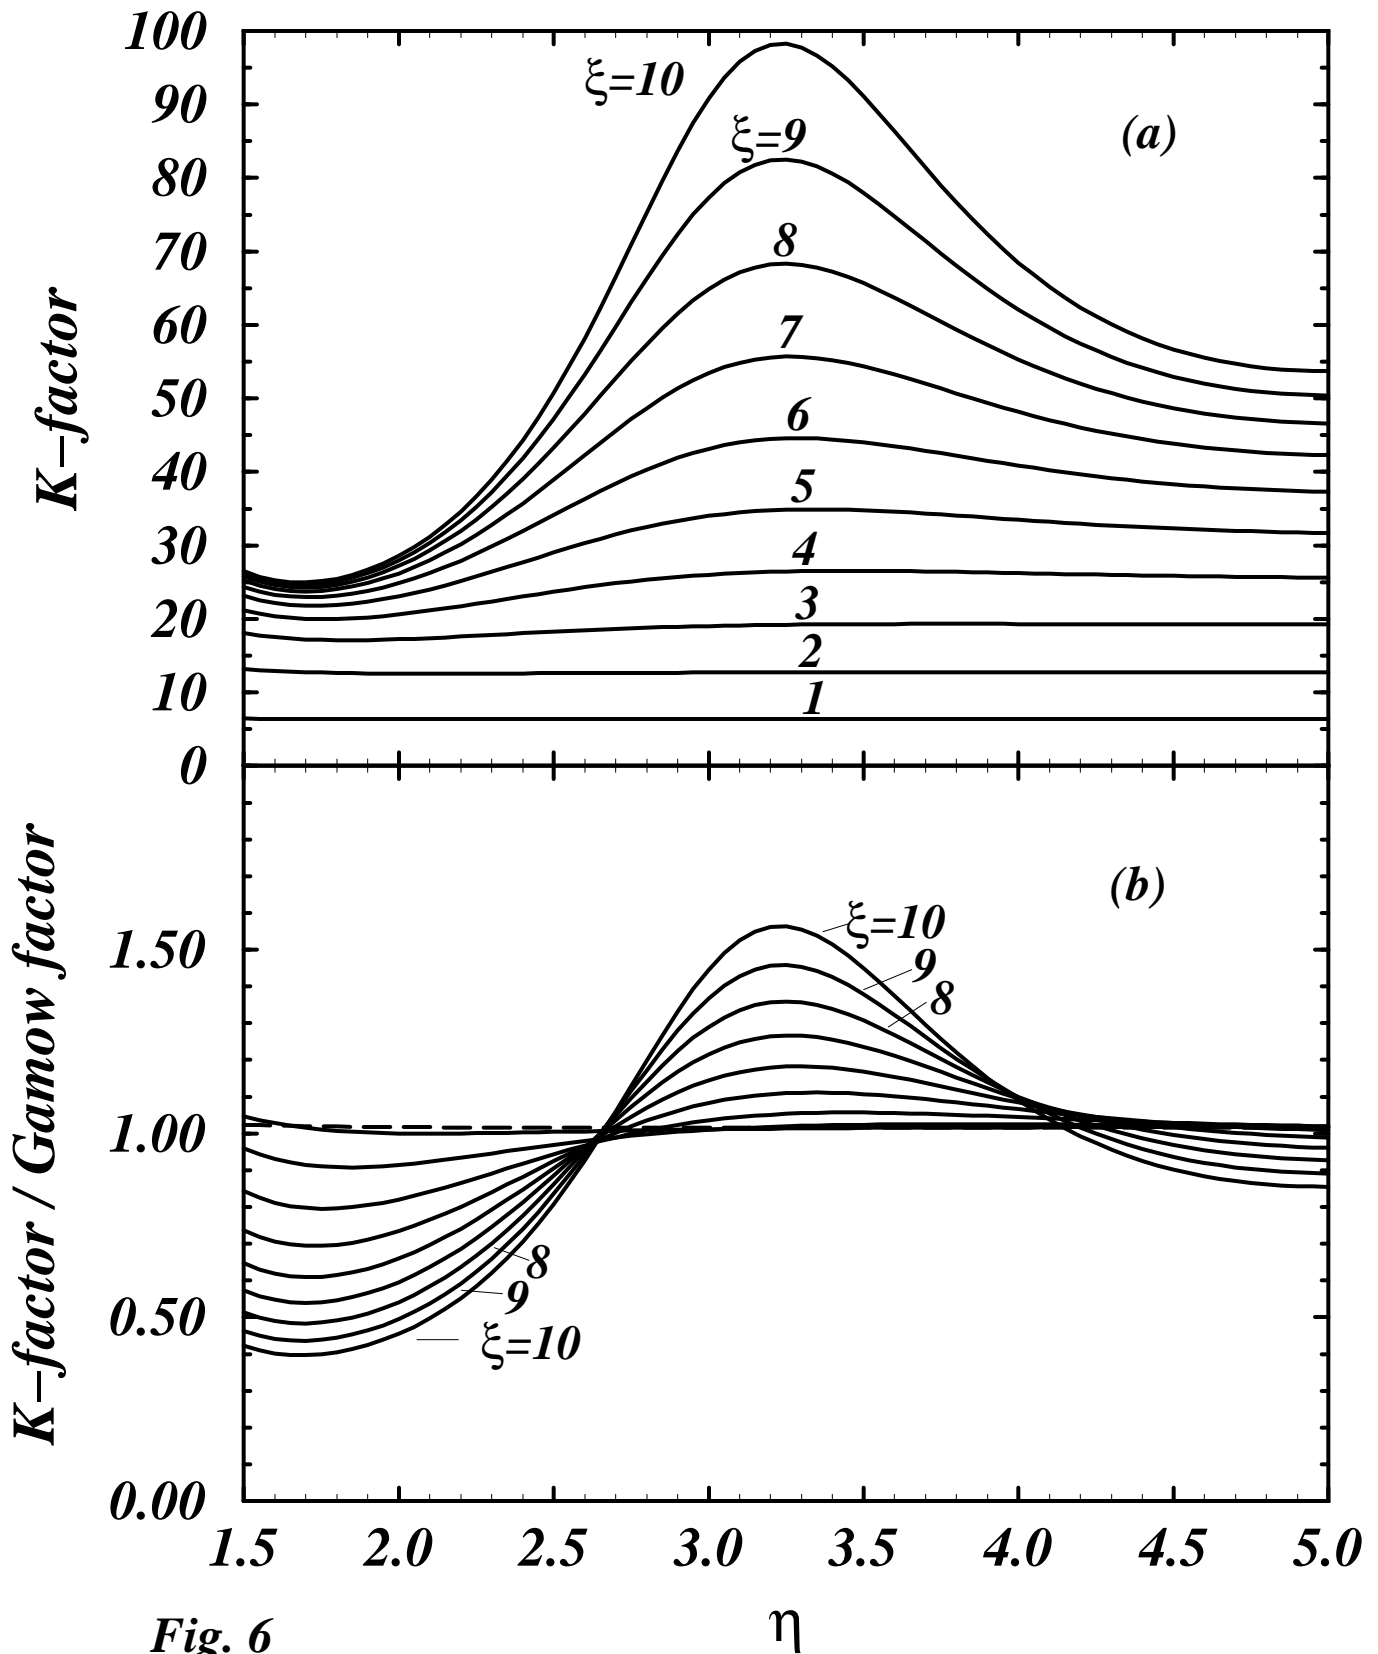 100
90
80
70
60
50
40
30
20
10
0
K−factor
ξ=10
ξ=9
8
7
6
5
4
3
2
1
(a)
K−factor / Gamow factor
1.50
1.00
0.50
0.00
(b)
ξ=10
9
8
8
9
ξ=10
1.5 2.0 2.5 3.0 3.5 4.0 4.5 5.0
η
Fig. 6